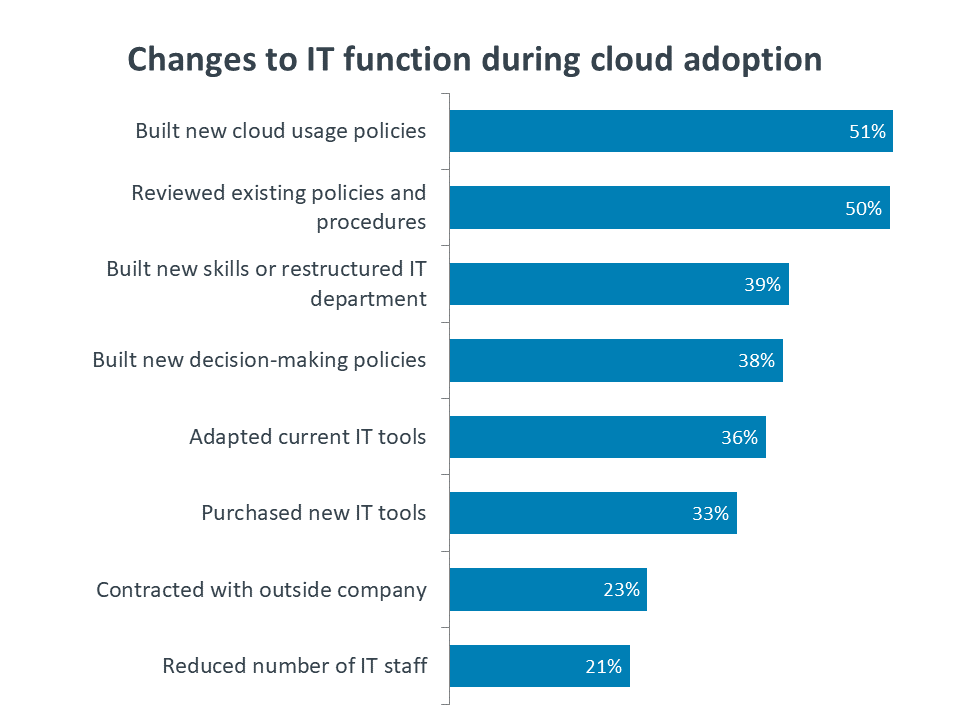 Changes to IT function during cloud adoption
Built new cloud usage policies
51%
Reviewed existing policies and
procedures
50%
Built new skills or restructured IT
department
39%
Built new decision-making policies
38%
Adapted current IT tools
36%
Purchased new IT tools
33%
Contracted with outside company
23%
Reduced number of IT staff
21%